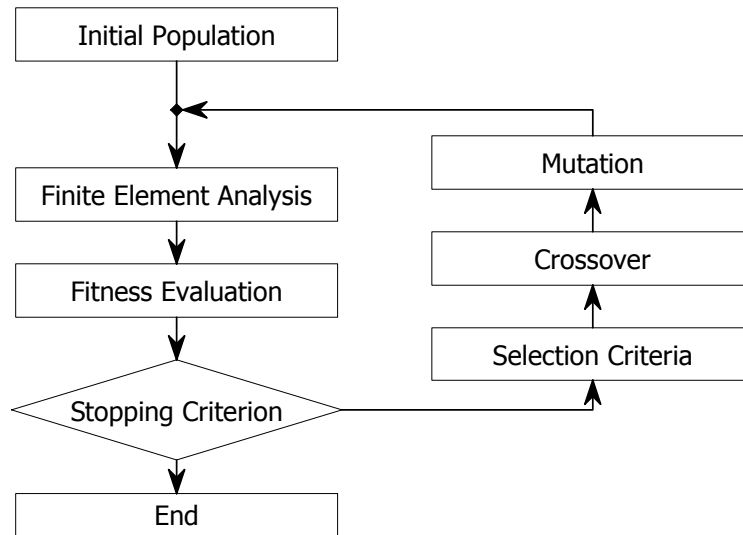 Initial Population
Finite Element Analysis
Fitness Evaluation
Stopping Criterion
End
Selection Criteria
Crossover
Mutation